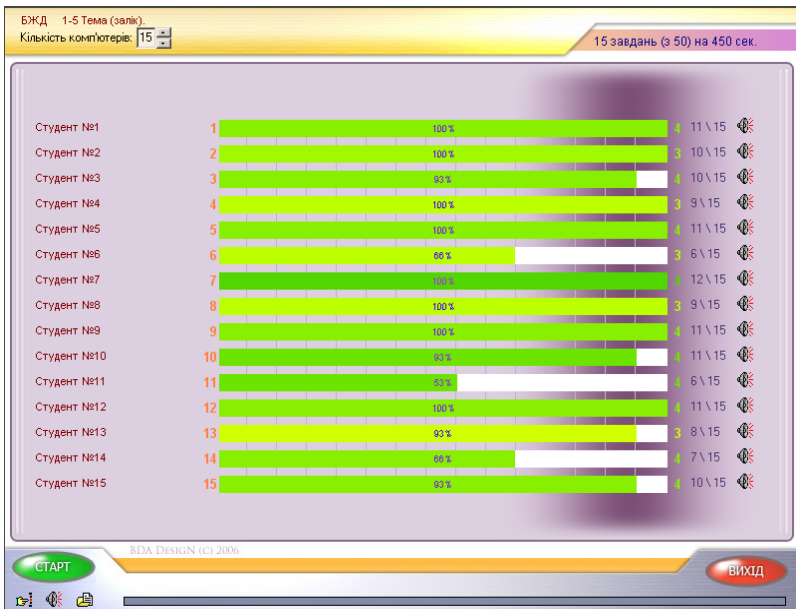 БЖД 1-5 Тема (залік).
Кількість комп'ютерів: 15
15 завдань (з 50) на 450 сек.
Студент №1 1 100 % 4 11 \ 15
Студент №2 2 100 % 3 10 \ 15
Студент №3 3 93 % 4 10 \ 15
Студент №4 4 100 % 3 9 \ 15
Студент №5 5 100 % 4 11 \ 15
Студент №6 6 66 % 3 6 \ 15
Студент №7 7 100 % 4 12 \ 15
Студент №8 8 100 % 3 9 \ 15
Студент №9 9 100 % 4 11 \ 15
Студент №10 10 93 % 4 11 \ 15
Студент №11 11 53 % 4 6 \ 15
Студент №12 12 100 % 4 11 \ 15
Студент №13 13 93 % 3 8 \ 15
Студент №14 14 66 % 4 7 \ 15
Студент №15 15 93 % 4 10 \ 15
BDA DESIGN (C) 2006
СТАРТ
ВИХІД